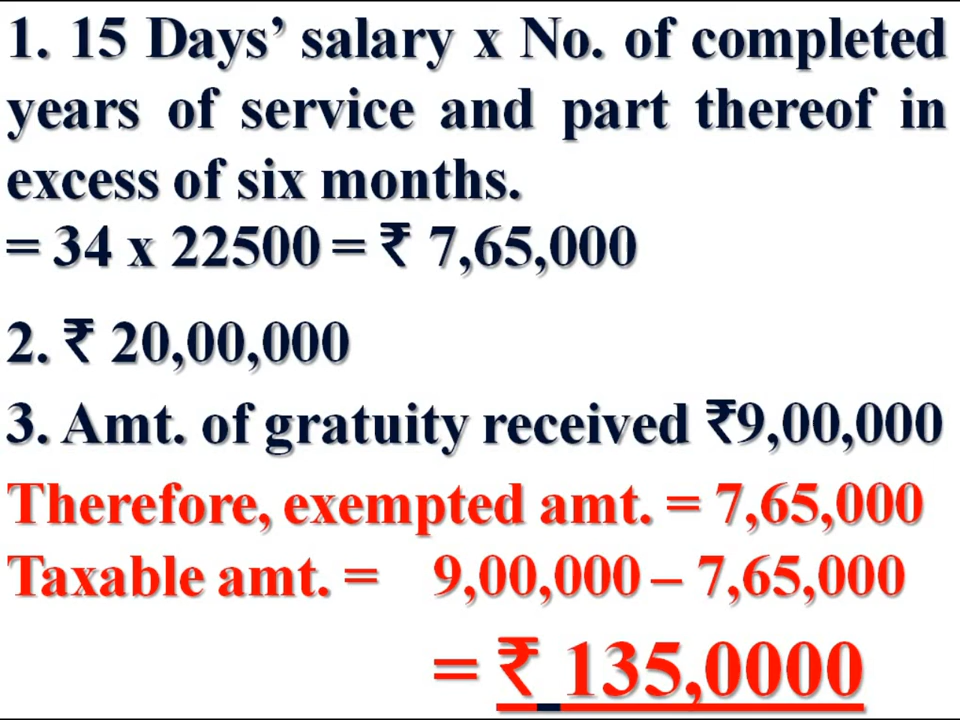 1. 15 Days’ salary x No. of completed
years of service and part thereof in
excess of six months.
= 34 x 22500 = ₹ 7,65,000
2. ₹ 20,00,000
3. Amt. of gratuity received ₹9,00,000
Therefore, exempted amt. = 7,65,000
Taxable amt. = 9,00,000 – 7,65,000
= ₹ 135,0000